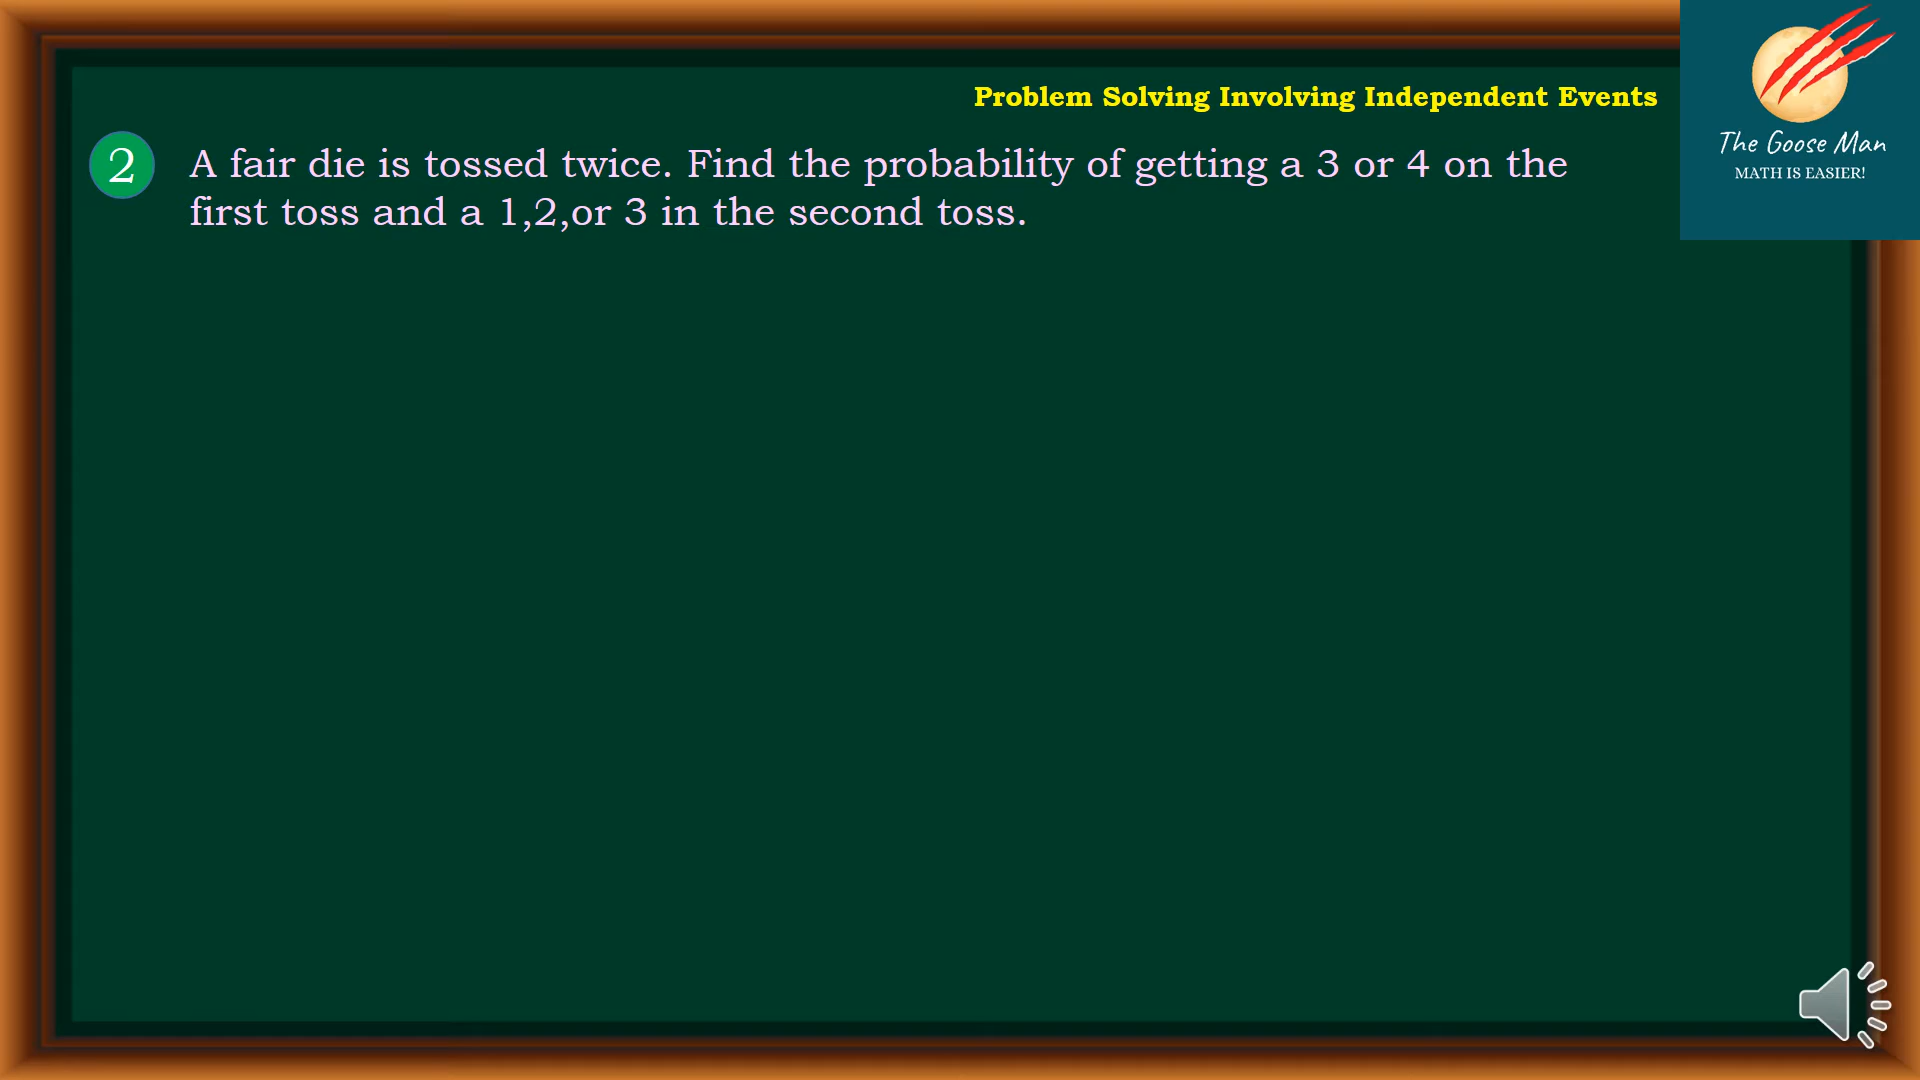 Problem Solving Involving Independent Events
The Goose Man
MATH IS EASIER!
2
A fair die is tossed twice. Find the probability of getting a 3 or 4 on the
first toss and a 1,2,or 3 in the second toss.